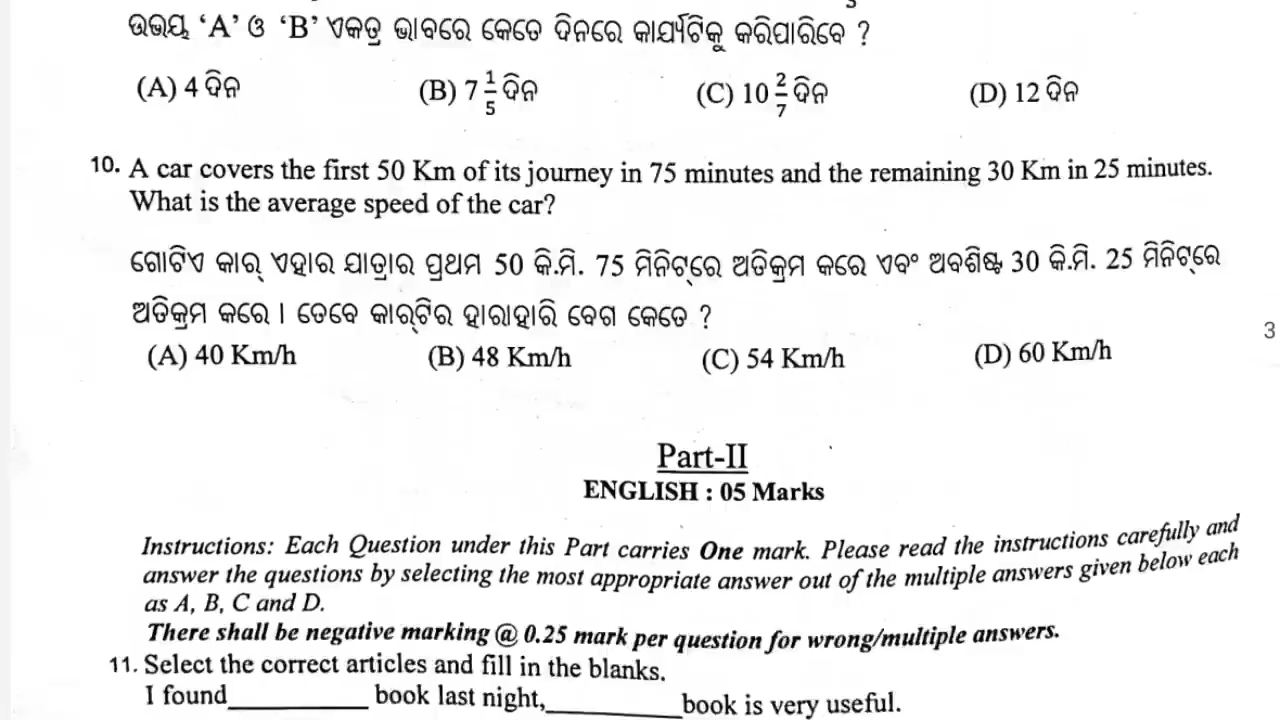 ଉଭୟ ‘A’ ଓ ‘B’ ଏକତ୍ର ଭାବରେ କେତେ ଦିନରେ କାର୍ଯ୍ୟଟିକୁ କରିପାରିବେ ?
(A) 4 ଦିନ (B) 7 1/5 ଦିନ (C) 10 2/7 ଦିନ (D) 12 ଦିନ
10. A car covers the first 50 Km of its journey in 75 minutes and the remaining 30 Km in 25 minutes.
What is the average speed of the car?
ଗୋଟିଏ କାର୍ ଏହାର ଯାତ୍ରାର ପ୍ରଥମ 50 କି.ମି. 75 ମିନିଟ୍‌ରେ ଅତିକ୍ରମ କରେ ଏବଂ ଅବଶିଷ୍ଟ 30 କି.ମି. 25 ମିନିଟ୍‌ରେ
ଅତିକ୍ରମ କରେ । ତେବେ କାର୍‌ଟିର ହାରାହାରି ବେଗ କେତେ ?
3
(A) 40 Km/h (B) 48 Km/h (C) 54 Km/h (D) 60 Km/h
Part-II
ENGLISH : 05 Marks
Instructions: Each Question under this Part carries One mark. Please read the instructions carefully and
answer the questions by selecting the most appropriate answer out of the multiple answers given below each
as A, B, C and D.
There shall be negative marking @ 0.25 mark per question for wrong/multiple answers.
11. Select the correct articles and fill in the blanks.
I found__________ book last night,__________book is very useful.